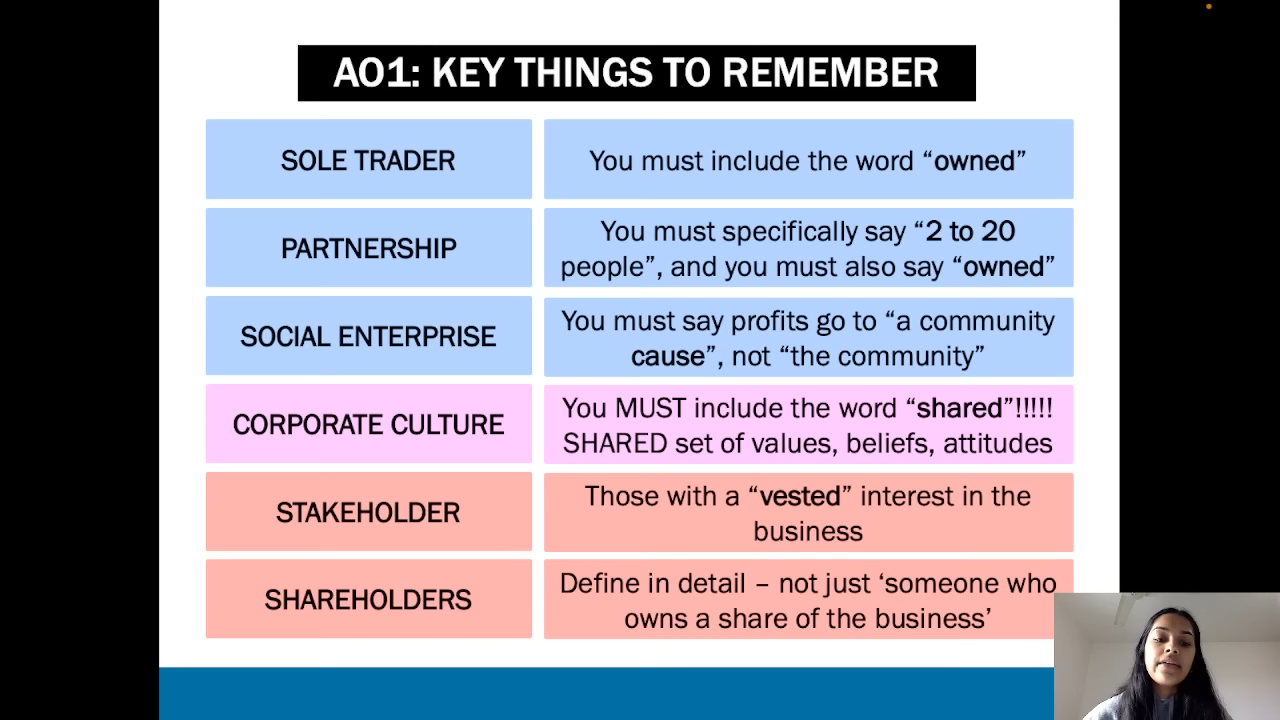 AO1: KEY THINGS TO REMEMBER
SOLE TRADER
You must include the word “owned”
PARTNERSHIP
You must specifically say “2 to 20
people”, and you must also say “owned”
SOCIAL ENTERPRISE
You must say profits go to “a community
cause”, not “the community”
CORPORATE CULTURE
You MUST include the word “shared”!!!!!
SHARED set of values, beliefs, attitudes
STAKEHOLDER
Those with a “vested” interest in the
business
SHAREHOLDERS
Define in detail – not just ‘someone who
owns a share of the business’